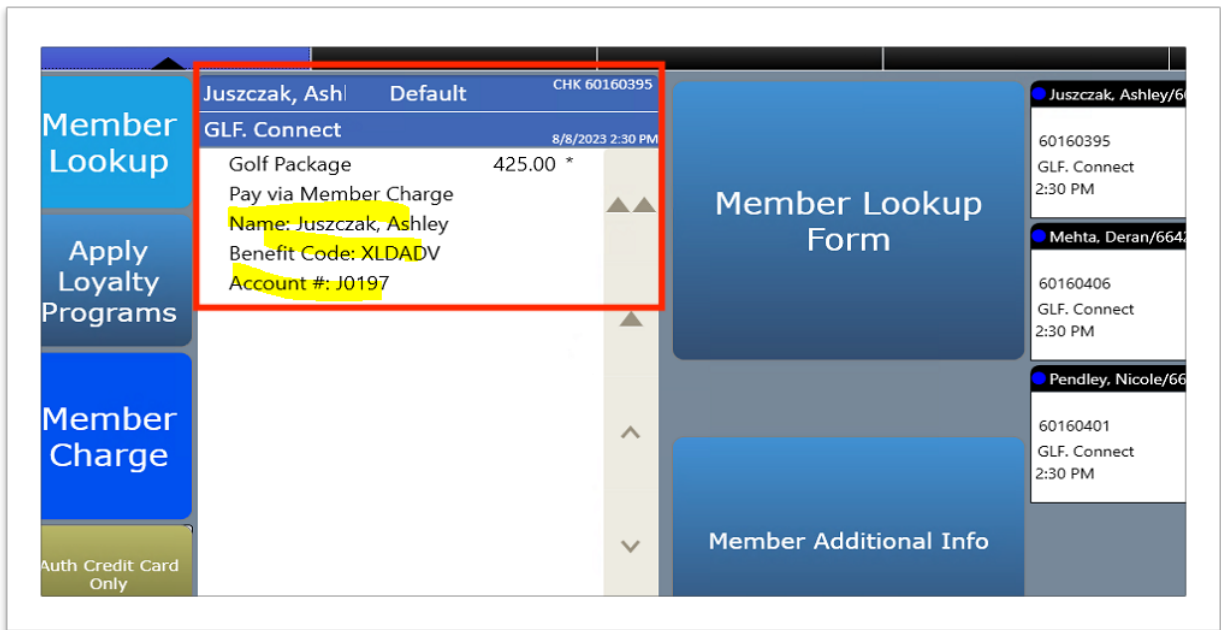 Member
Lookup
Apply
Loyalty
Programs
Member
Charge
Auth Credit Card
Only
Juszczak, Ash
Default
CHK 60160395
GLF. Connect
8/8/2023 2:30 PM
Golf Package 425.00 *
Pay via Member Charge
Name: Juszczak, Ashley
Benefit Code: XLDADV
Account #: J0197
Member Lookup
Form
Member Additional Info
Juszczak, Ashley/6
60160395
GLF. Connect
2:30 PM
Mehta, Deran/664
60160406
GLF. Connect
2:30 PM
Pendley, Nicole/66
60160401
GLF. Connect
2:30 PM